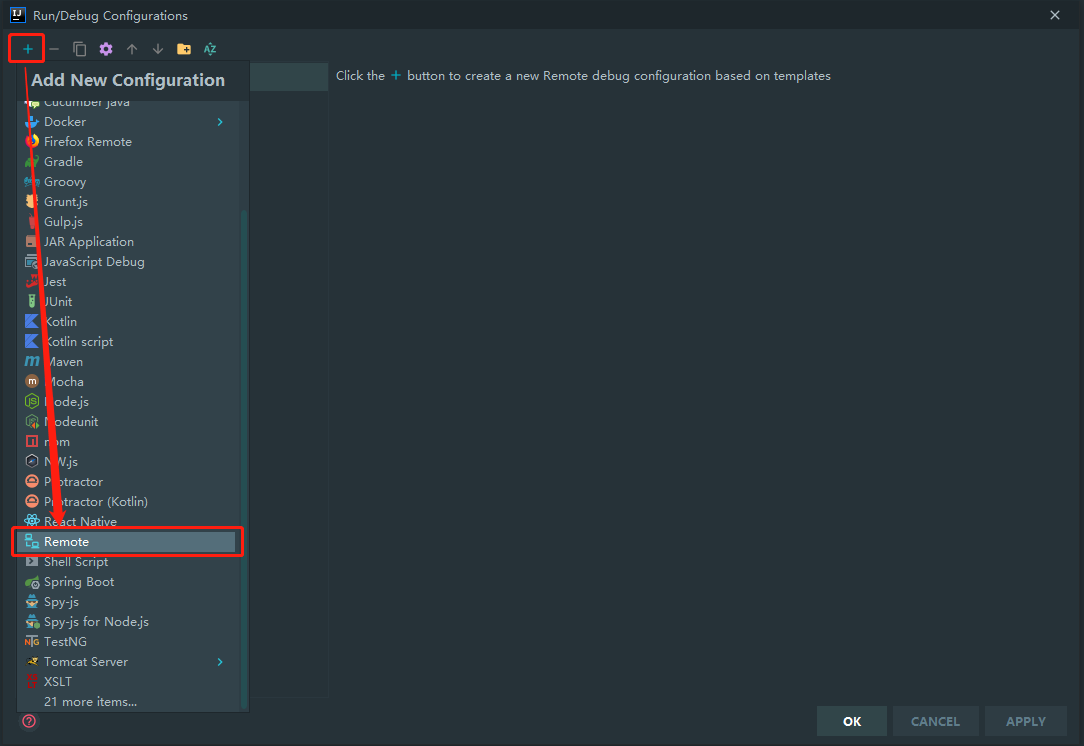 Run/Debug Configurations
Add New Configuration
Click the + button to create a new Remote debug configuration based on templates
Cucumber java
Docker
Firefox Remote
Gradle
Groovy
Grunt.js
Gulp.js
JAR Application
JavaScript Debug
Jest
JUnit
Kotlin
Kotlin script
Maven
Mocha
Node.js
Nodeunit
npm
NW.js
Protractor
Protractor (Kotlin)
React Native
Remote
Shell Script
Spring Boot
Spy-js
Spy-js for Node.js
TestNG
Tomcat Server
XSLT
21 more items...
OK
CANCEL
APPLY